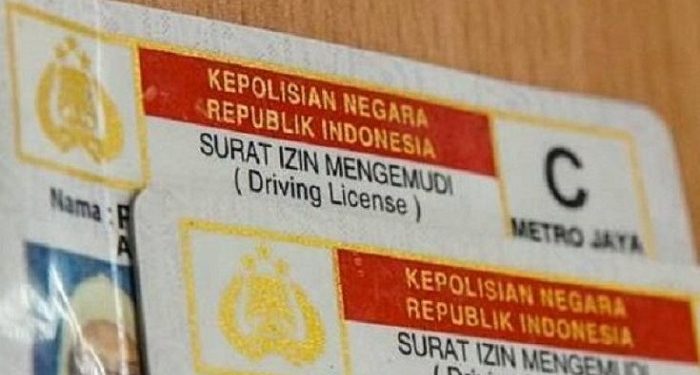 KEPOLISIAN NEGARA
REPUBLIK INDONESIA
SURAT IZIN MENGEMUDI
( Driving License )
C
METRO JAYA
Nama :
KEPOLISIAN NEGARA
REPUBLIK INDONESIA
SURAT IZIN MENGEMUDI